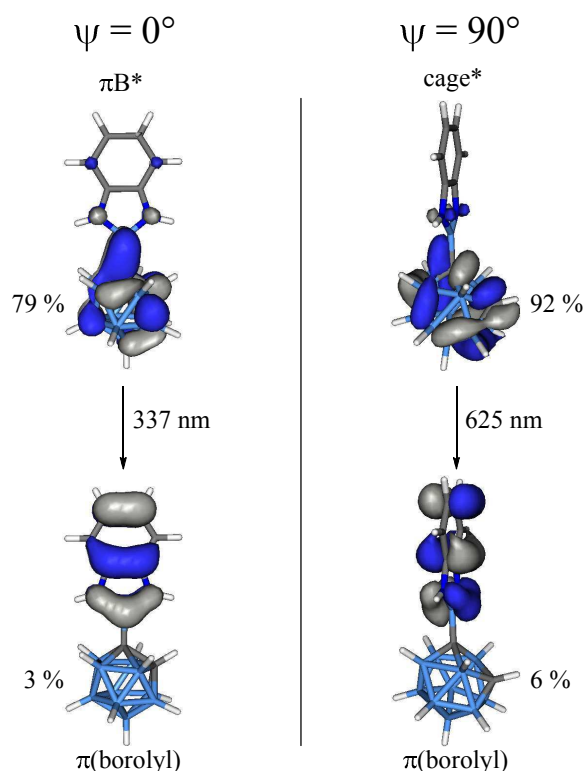 ψ = 0°
πB*
79 %
337 nm
3 %
π(borolyl)
ψ = 90°
cage*
92 %
625 nm
6 %
π(borolyl)